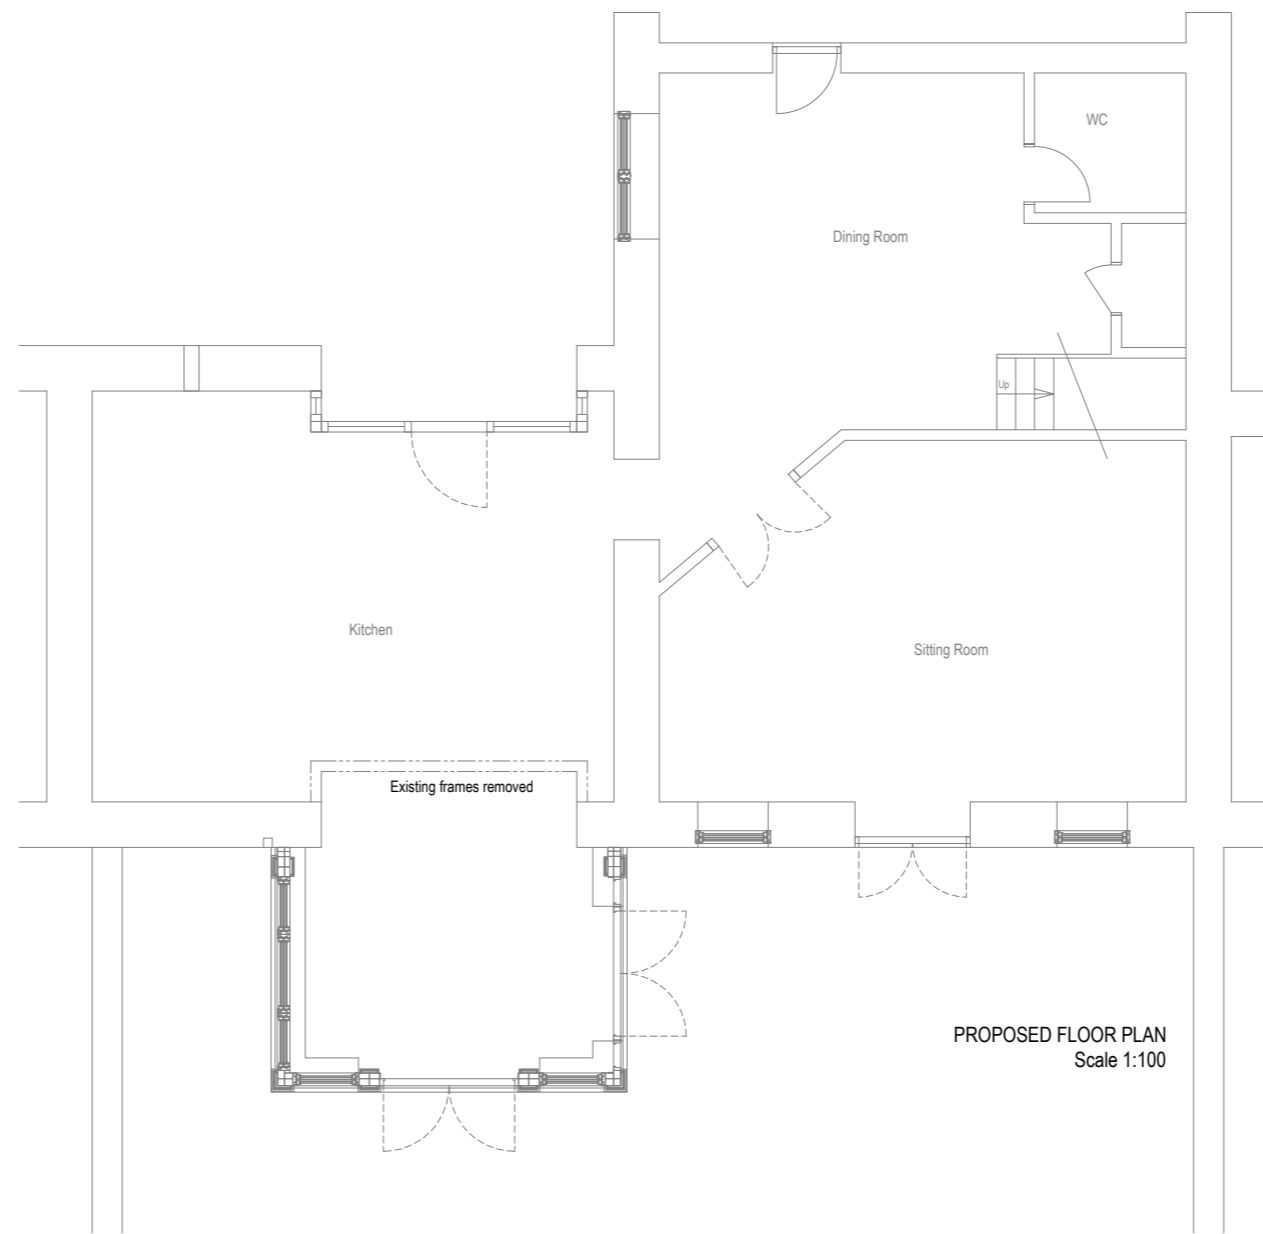 WC
Dining Room
Up
Kitchen
Sitting Room
Existing frames removed
PROPOSED FLOOR PLAN
Scale 1:100